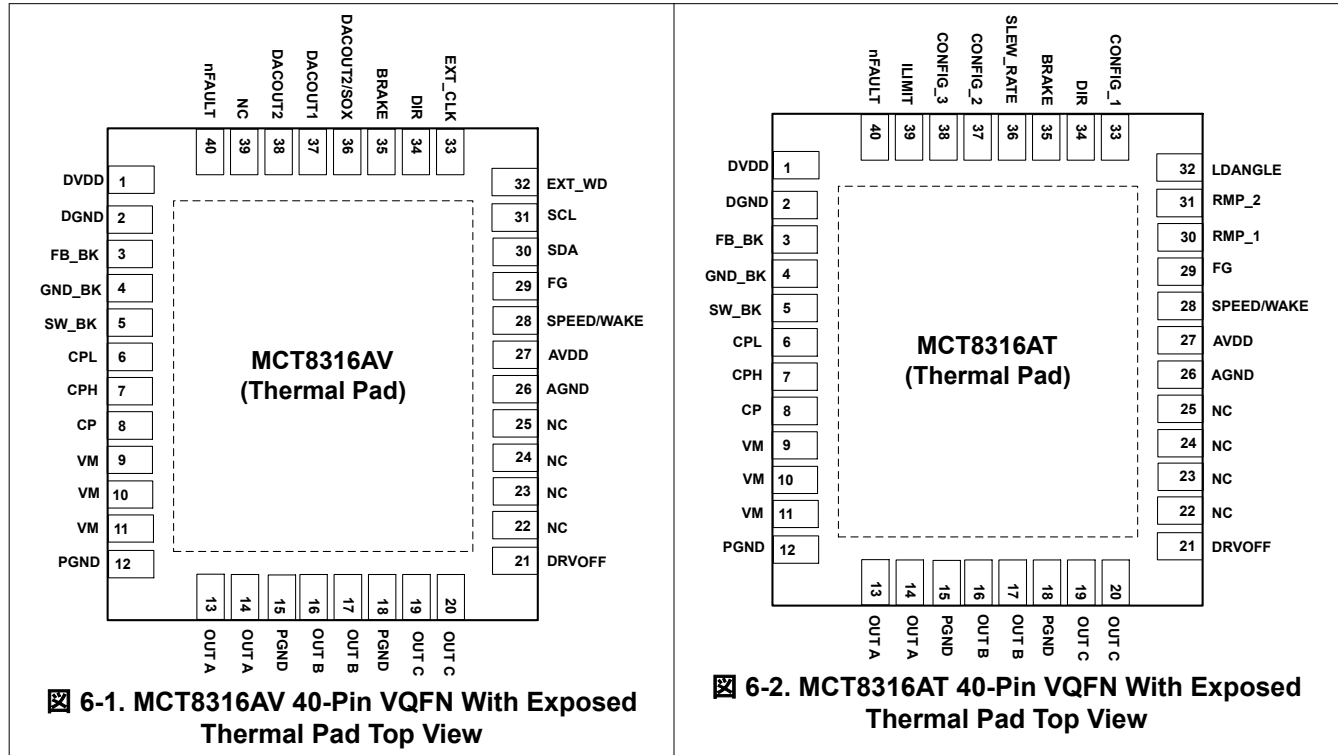 nFAULT
NC
DACOUT2
DACOUT1
DACOUT2/SOX
BRAKE
DIR
EXT_CLK
40
39
38
37
36
35
34
33
DVDD 1
DGND 2
FB_BK 3
GND_BK 4
SW_BK 5
CPL 6
CPH 7
CP 8
VM 9
VM 10
VM 11
PGND 12
MCT8316AV
(Thermal Pad)
32 EXT_WD
31 SCL
30 SDA
29 FG
28 SPEED/WAKE
27 AVDD
26 AGND
25 NC
24 NC
23 NC
22 NC
21 DRVOFF
13
14
15
16
17
18
19
20
OUT A
OUT A
PGND
OUT B
OUT B
PGND
OUT C
OUT C
図 6-1. MCT8316AV 40-Pin VQFN With Exposed
Thermal Pad Top View
nFAULT
ILIMIT
CONFIG_3
CONFIG_2
SLEW_RATE
BRAKE
DIR
CONFIG_1
40
39
38
37
36
35
34
33
DVDD 1
DGND 2
FB_BK 3
GND_BK 4
SW_BK 5
CPL 6
CPH 7
CP 8
VM 9
VM 10
VM 11
PGND 12
MCT8316AT
(Thermal Pad)
32 LDANGLE
31 RMP_2
30 RMP_1
29 FG
28 SPEED/WAKE
27 AVDD
26 AGND
25 NC
24 NC
23 NC
22 NC
21 DRVOFF
13
14
15
16
17
18
19
20
OUT A
OUT A
PGND
OUT B
OUT B
PGND
OUT C
OUT C
図 6-2. MCT8316AT 40-Pin VQFN With Exposed
Thermal Pad Top View